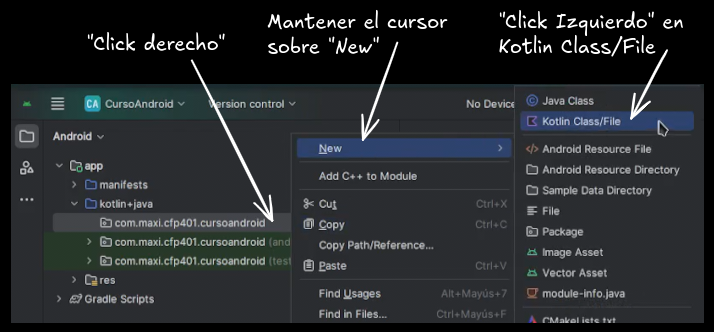 "Click derecho"
Mantener el cursor
sobre "New"
"Click Izquierdo" en
Kotlin Class/File
CA CursoAndroid
Version control
No Device
Android
app
manifests
kotlin+java
com.maxi.cfp401.cursoandroid
com.maxi.cfp401.cursoandroid (and
com.maxi.cfp401.cursoandroid (test
res
Gradle Scripts
New
Add C++ to Module
Cut Ctrl+X
Copy Ctrl+C
Copy Path/Reference...
Paste Ctrl+V
Find Usages Alt+Mayús+7
Find in Files... Ctrl+Mayús+F
Java Class
Kotlin Class/File
Android Resource File
Android Resource Directory
Sample Data Directory
File
Package
Image Asset
Vector Asset
module-info.java
CMakeLists.txt